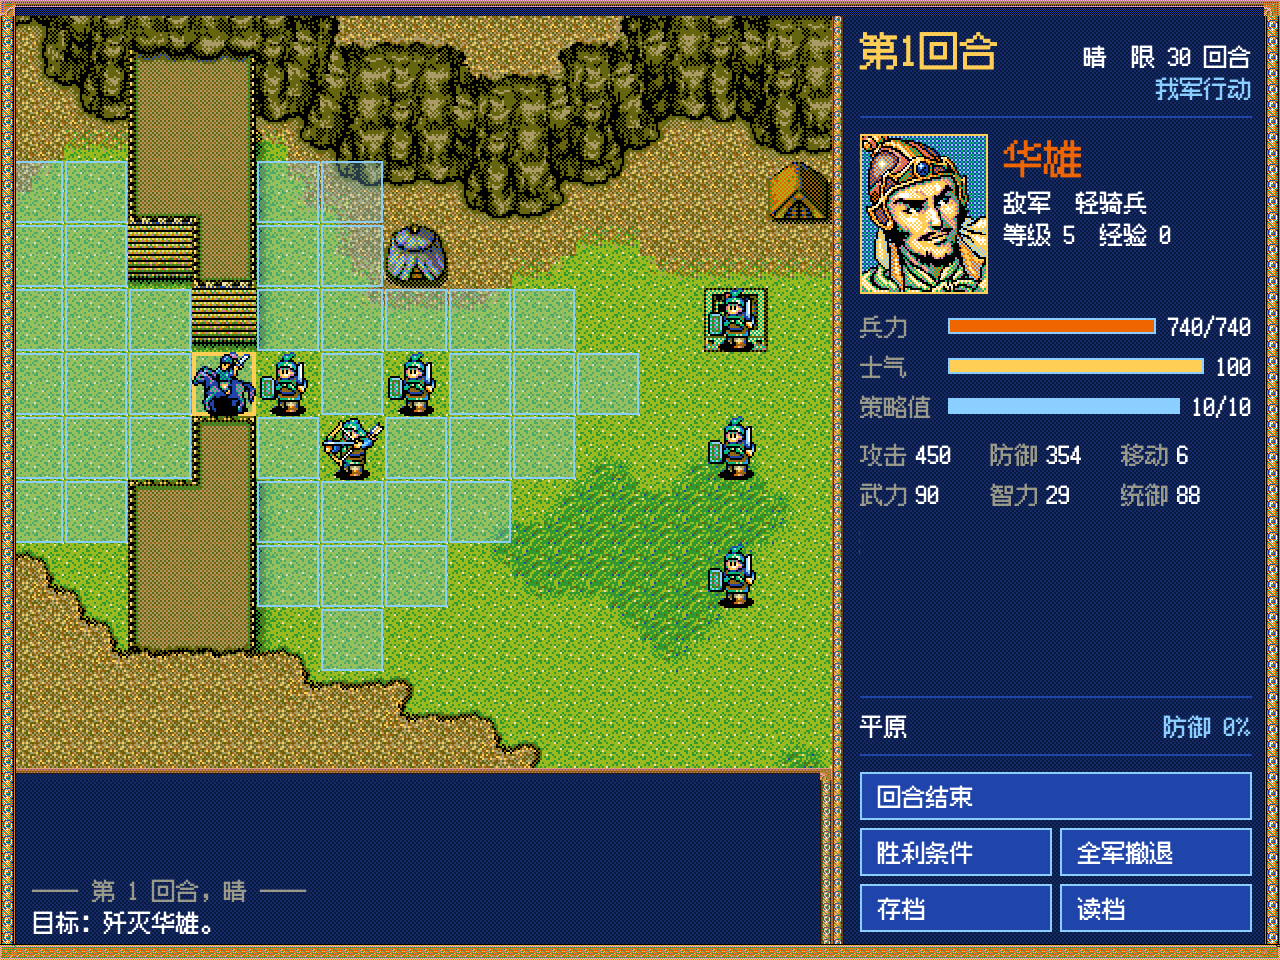 第1回合
晴 限 30 回合
我军行动
华雄
敌军 轻骑兵
等级 5 经验 0
兵力 740/740
士气 100
策略值 10/10
攻击 450 防御 354 移动 6
武力 90 智力 29 统御 88
平原 防御 0%
回合结束
胜利条件 全军撤退
存档 读档
—— 第 1 回合，晴 ——
目标：歼灭华雄。